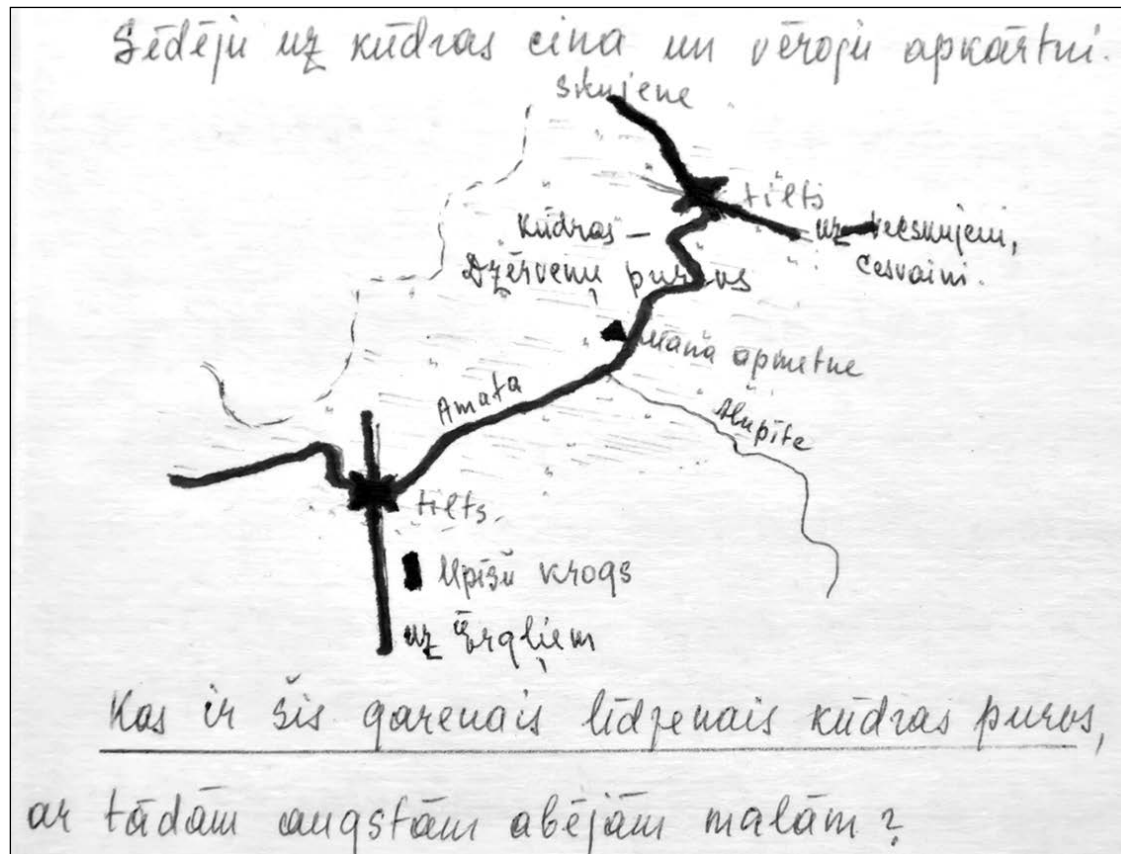 Sēdēju uz kūdras ciņa un vēroju apkārtni.
Skujene
tilts
uz Vecskujeni,
Cesvaini.
Kūdras –
Dzērveņu purvs
Mana apmetne
Amata
Alupīte
tilts.
Upīšu krogs
uz Ērgļiem
Kas ir šis garenais līdzenais kūdras purvs,
ar tādām augstām abējām malām?